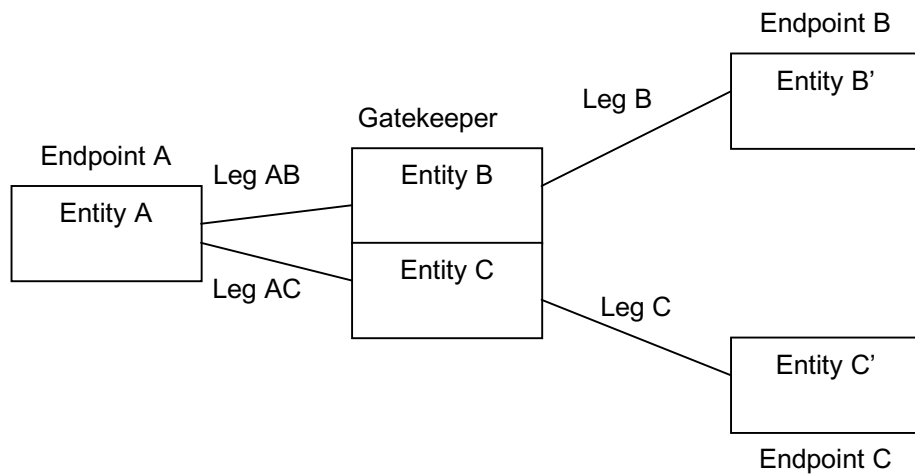 Endpoint B
Entity B’
Leg B
Gatekeeper
Endpoint A
Leg AB
Entity B
Entity A
Entity C
Leg AC
Leg C
Entity C’
Endpoint C